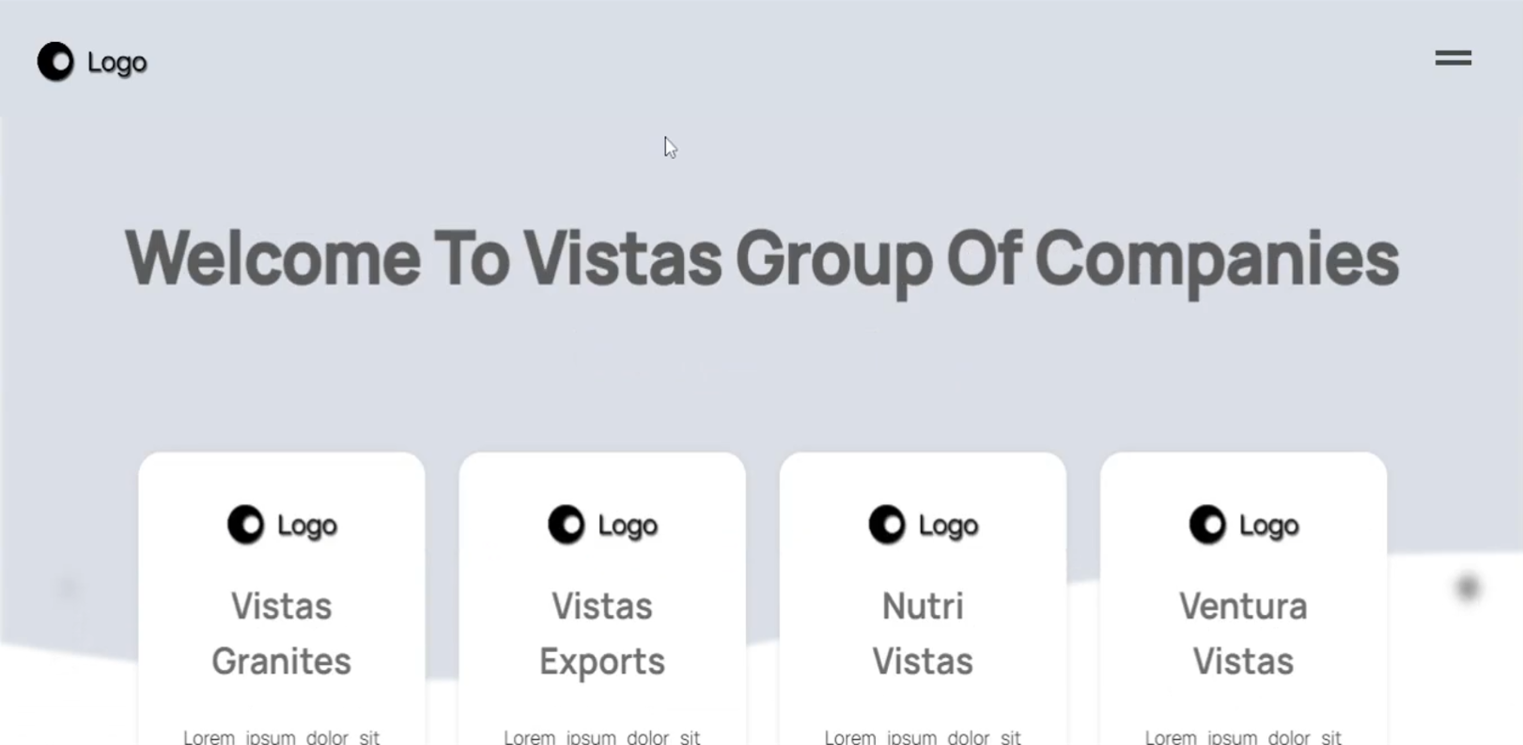 Logo
Welcome To Vistas Group Of Companies
Logo
Vistas
Granites
Lorem ipsum dolor sit
Logo
Vistas
Exports
Lorem ipsum dolor sit
Logo
Nutri
Vistas
Lorem ipsum dolor sit
Logo
Ventura
Vistas
Lorem ipsum dolor sit